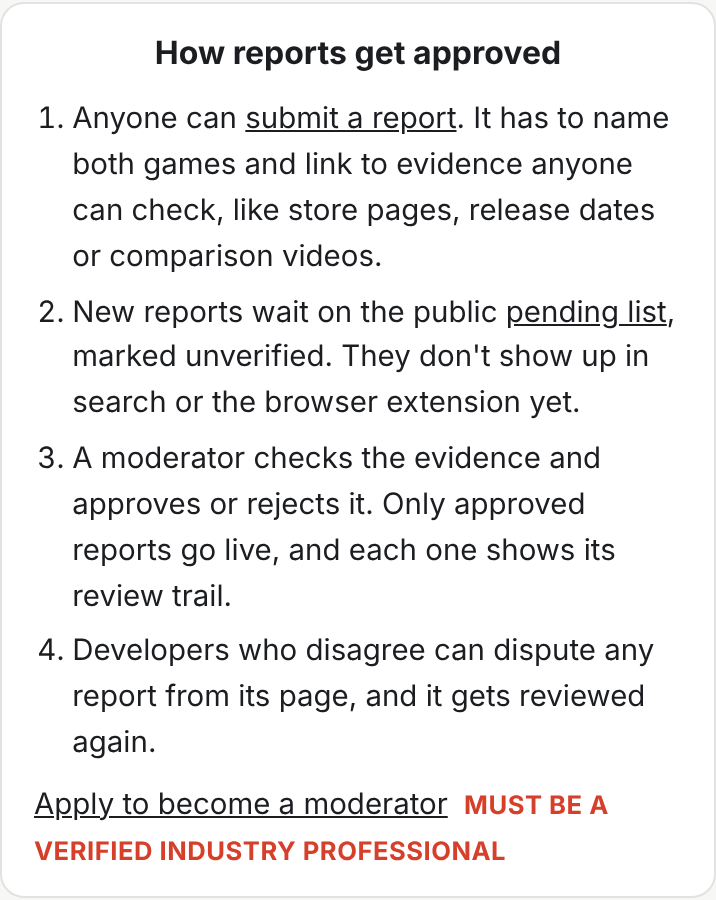 How reports get approved
1. Anyone can submit a report. It has to name
both games and link to evidence anyone
can check, like store pages, release dates
or comparison videos.
2. New reports wait on the public pending list,
marked unverified. They don't show up in
search or the browser extension yet.
3. A moderator checks the evidence and
approves or rejects it. Only approved
reports go live, and each one shows its
review trail.
4. Developers who disagree can dispute any
report from its page, and it gets reviewed
again.
Apply to become a moderator MUST BE A
VERIFIED INDUSTRY PROFESSIONAL